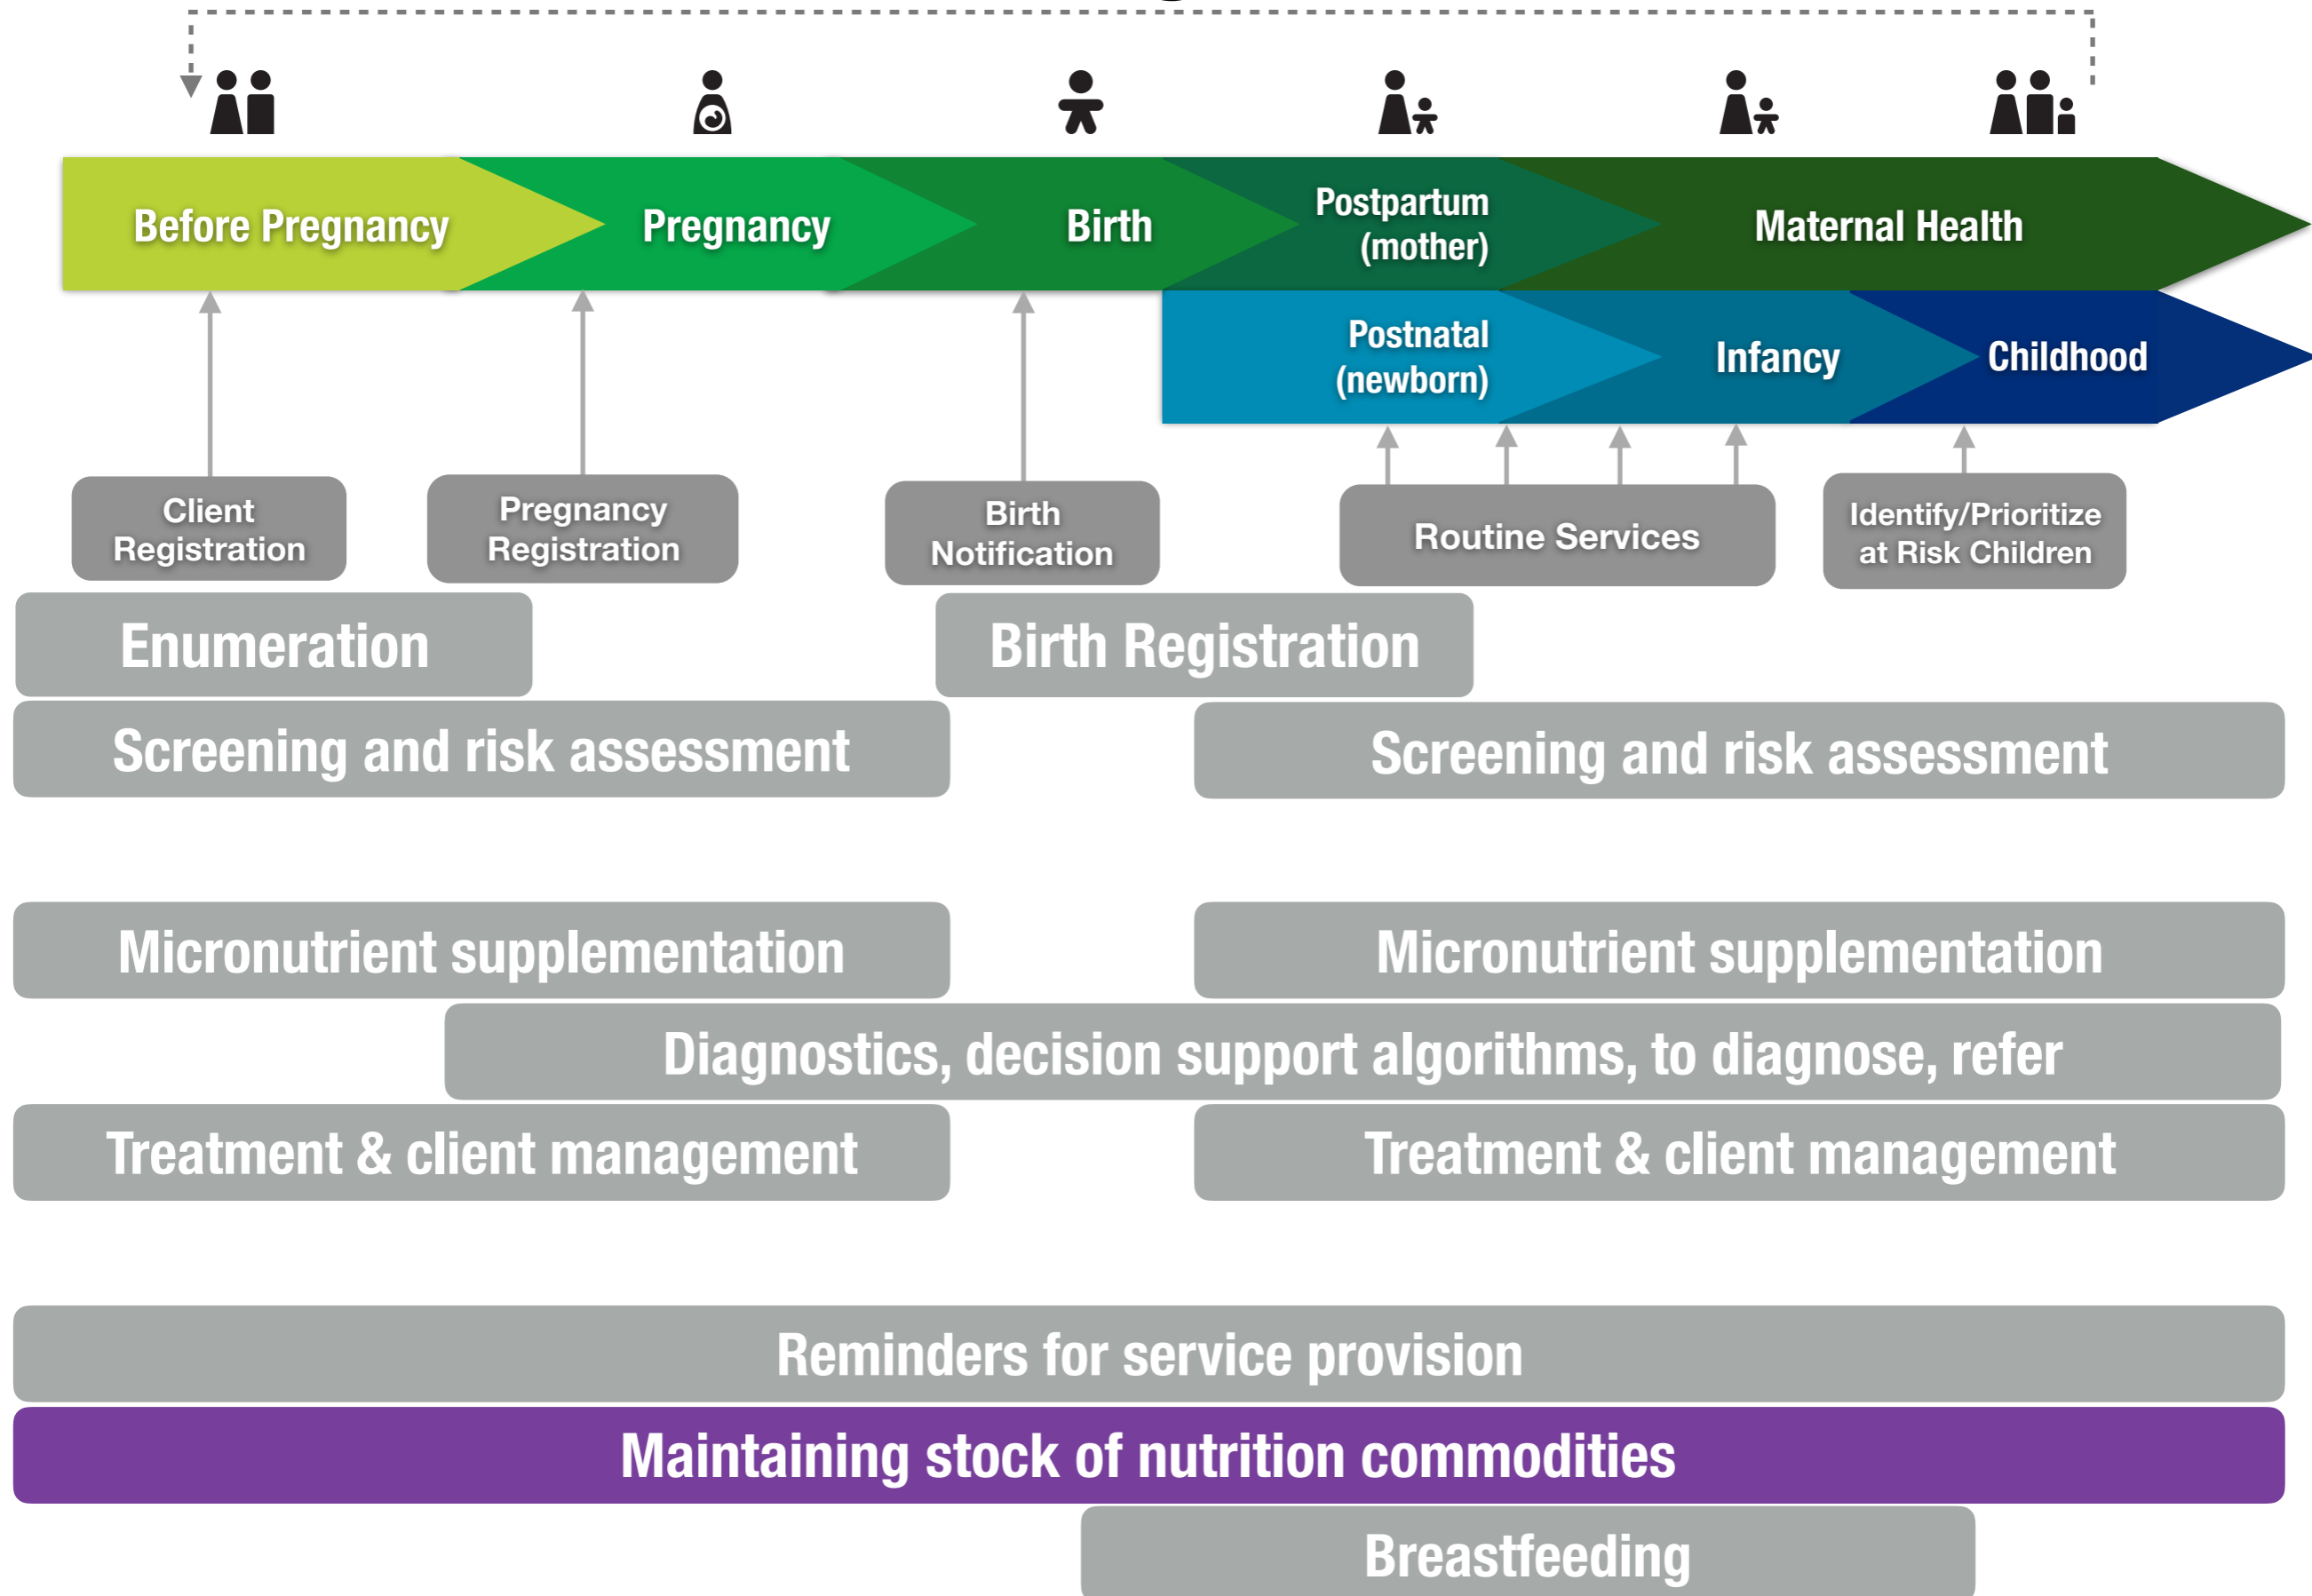 Before Pregnancy
Pregnancy
Birth
Postpartum
(mother)
Maternal Health
Postnatal
(newborn)
Infancy
Childhood
Client
Registration
Pregnancy
Registration
Birth
Notification
Routine Services
Identify/Prioritize
at Risk Children
Enumeration
Birth Registration
Screening and risk assessment
Screening and risk assessment
Micronutrient supplementation
Micronutrient supplementation
Diagnostics, decision support algorithms, to diagnose, refer
Treatment & client management
Treatment & client management
Reminders for service provision
Maintaining stock of nutrition commodities
Breastfeeding